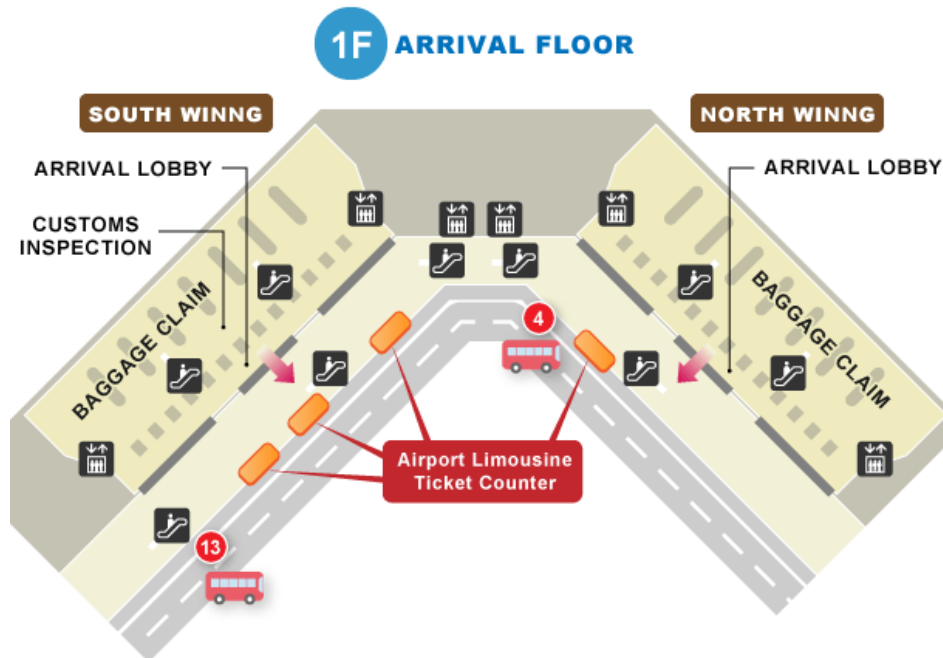 1F ARRIVAL FLOOR
SOUTH WINNG
NORTH WINNG
ARRIVAL LOBBY
ARRIVAL LOBBY
CUSTOMS
INSPECTION
BAGGAGE CLAIM
BAGGAGE CLAIM
4
Airport Limousine
Ticket Counter
13